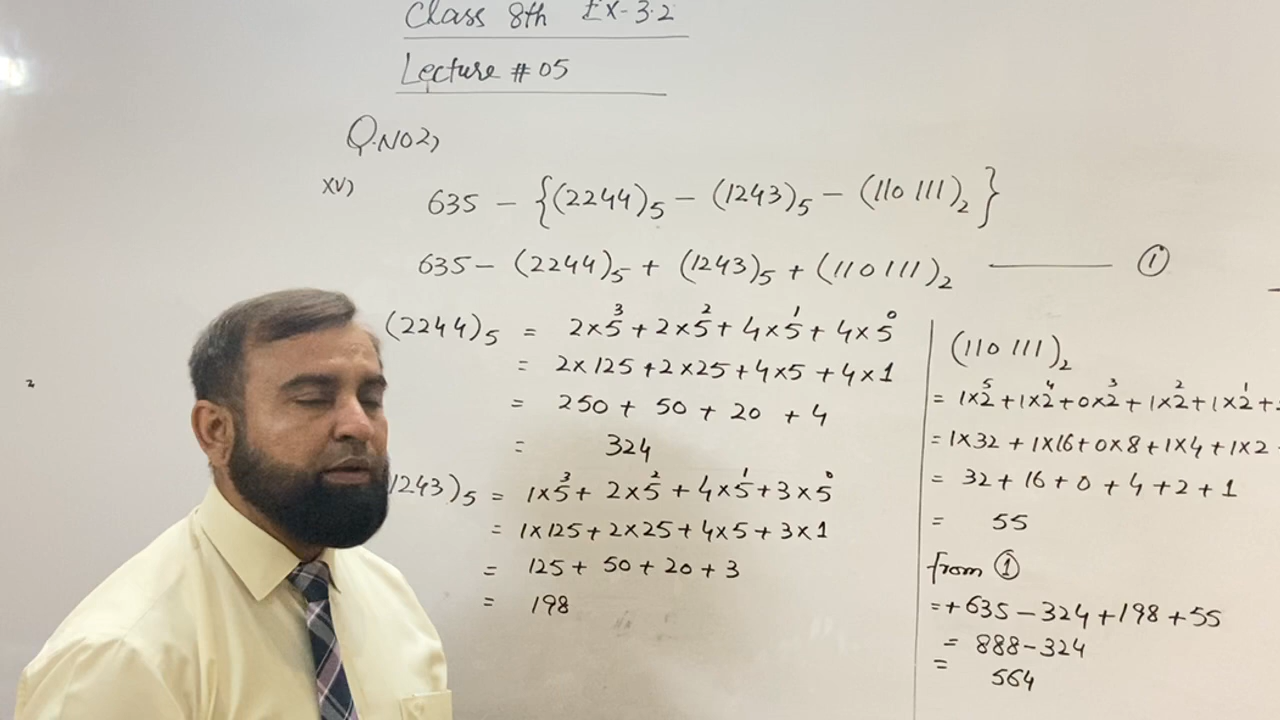 Class 8th Ex-3.2
Lecture # 05
Q.NO2)
xv) 635 - {(2244)₅ - (1243)₅ - (110 111)₂}
635 - (2244)₅ + (1243)₅ + (110111)₂ ——— ①
(2244)₅ = 2×5³ + 2×5² + 4×5¹ + 4×5⁰
= 2×125 + 2×25 + 4×5 + 4×1
= 250 + 50 + 20 + 4
= 324
1243)₅ = 1×5³ + 2×5² + 4×5¹ + 3×5⁰
= 1×125 + 2×25 + 4×5 + 3×1
= 125 + 50 + 20 + 3
= 198
(110 111)₂
= 1×2⁵ + 1×2⁴ + 0×2³ + 1×2² + 1×2¹ +
= 1×32 + 1×16 + 0×8 + 1×4 + 1×2
= 32 + 16 + 0 + 4 + 2 + 1
= 55
from ①
= + 635 - 324 + 198 + 55
= 888 - 324
= 564